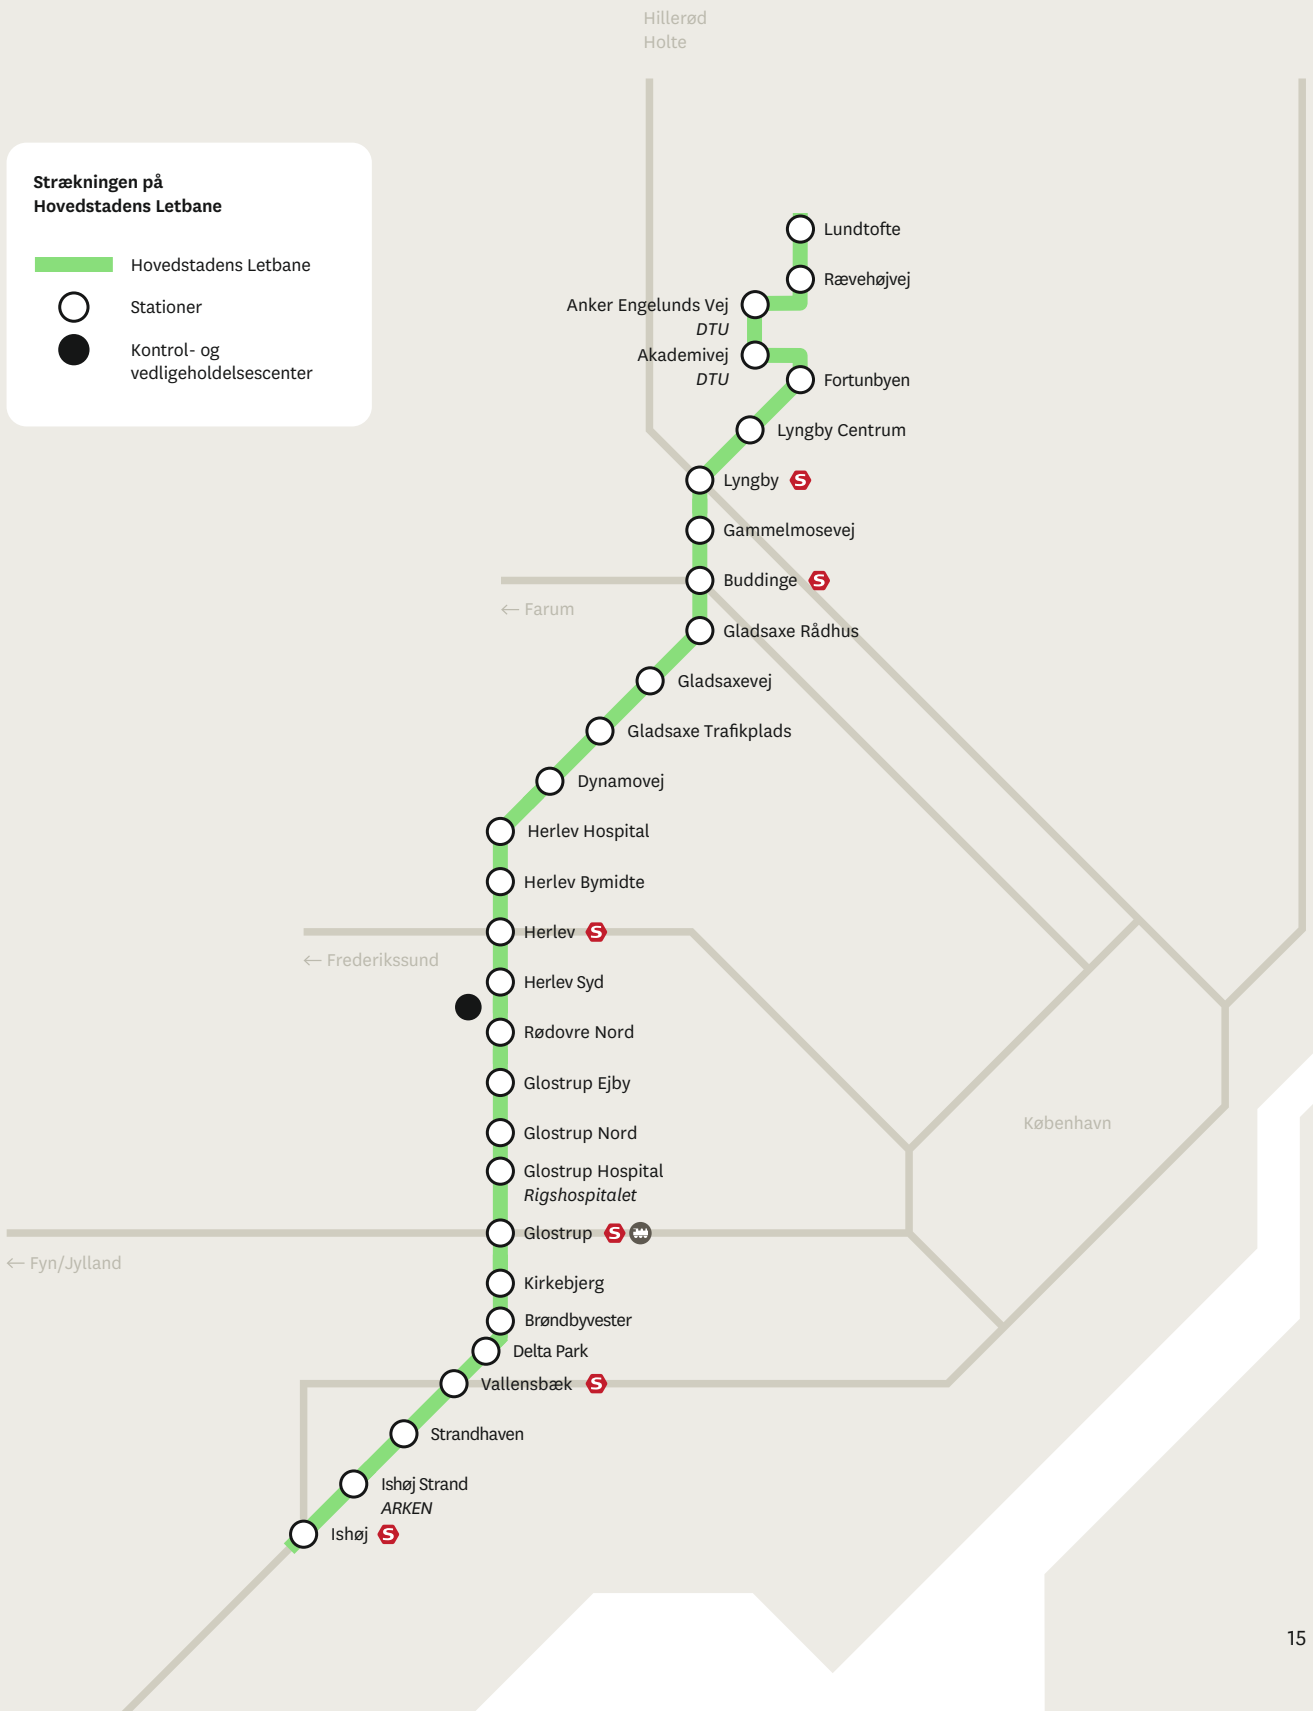 Hillerød
Holte
Strækningen på
Hovedstadens Letbane
Hovedstadens Letbane
Stationer
Kontrol- og
vedligeholdelsescenter
Lundtofte
Rævehøjvej
Anker Engelunds Vej
DTU
Akademivej
DTU
Fortunbyen
Lyngby Centrum
Lyngby S
Gammelmosevej
Buddinge S
← Farum
Gladsaxe Rådhus
Gladsaxevej
Gladsaxe Trafikplads
Dynamovej
Herlev Hospital
Herlev Bymidte
Herlev S
← Frederikssund
Herlev Syd
Rødovre Nord
Glostrup Ejby
København
Glostrup Nord
Glostrup Hospital
Rigshospitalet
Glostrup S
← Fyn/Jylland
Kirkebjerg
Brøndbyvester
Delta Park
Vallensbæk S
Strandhaven
Ishøj Strand
ARKEN
Ishøj S
15